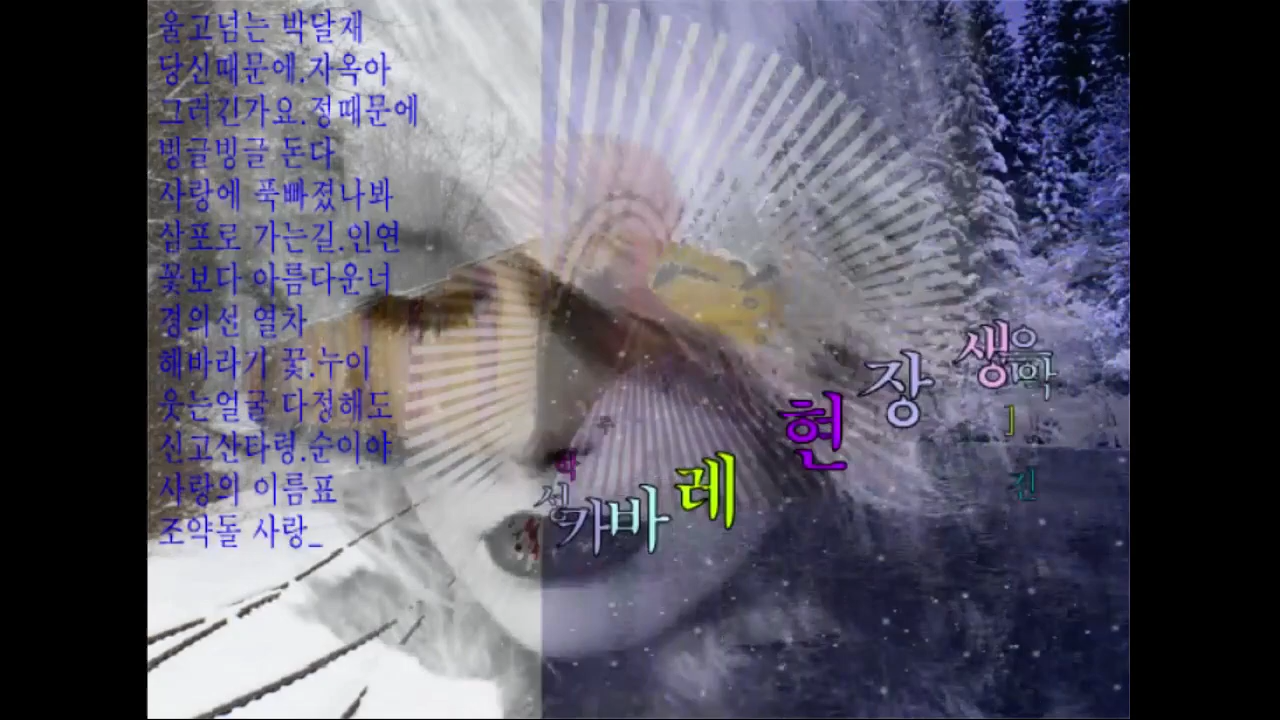 울고넘는 박달재
당신때문에.자옥아
그러긴가요.정때문에
빙글빙글 돈다
사랑에 푹빠졌나봐
삼포로 가는길.인연
꽃보다 아름다운너
경의선 열차
해바라기 꽃.누이
웃는얼굴 다정해도
신고산타령.순이야
사랑의 이름표
조약돌 사랑_
카바레 현장 생음악